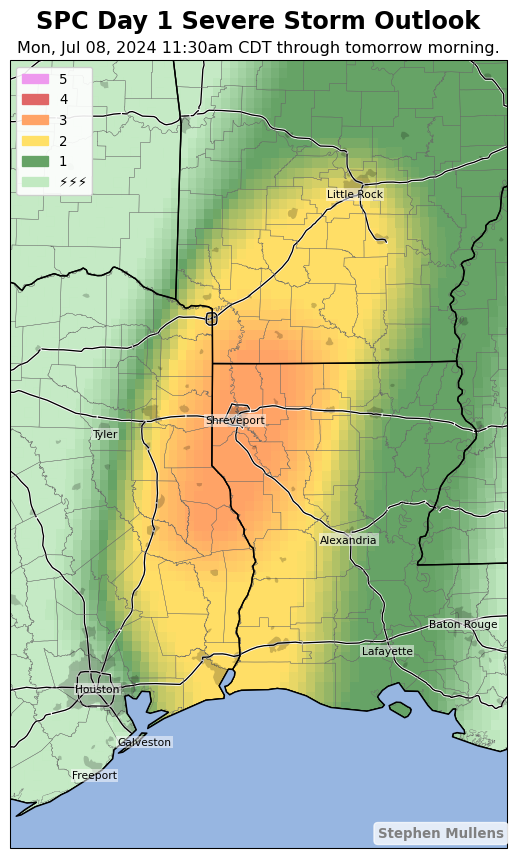 SPC Day 1 Severe Storm Outlook
Mon, Jul 08, 2024 11:30am CDT through tomorrow morning.
5
4
3
2
1
⚡⚡⚡
Little Rock
Shreveport
Tyler
Alexandria
Baton Rouge
Lafayette
Houston
Galveston
Freeport
Stephen Mullens